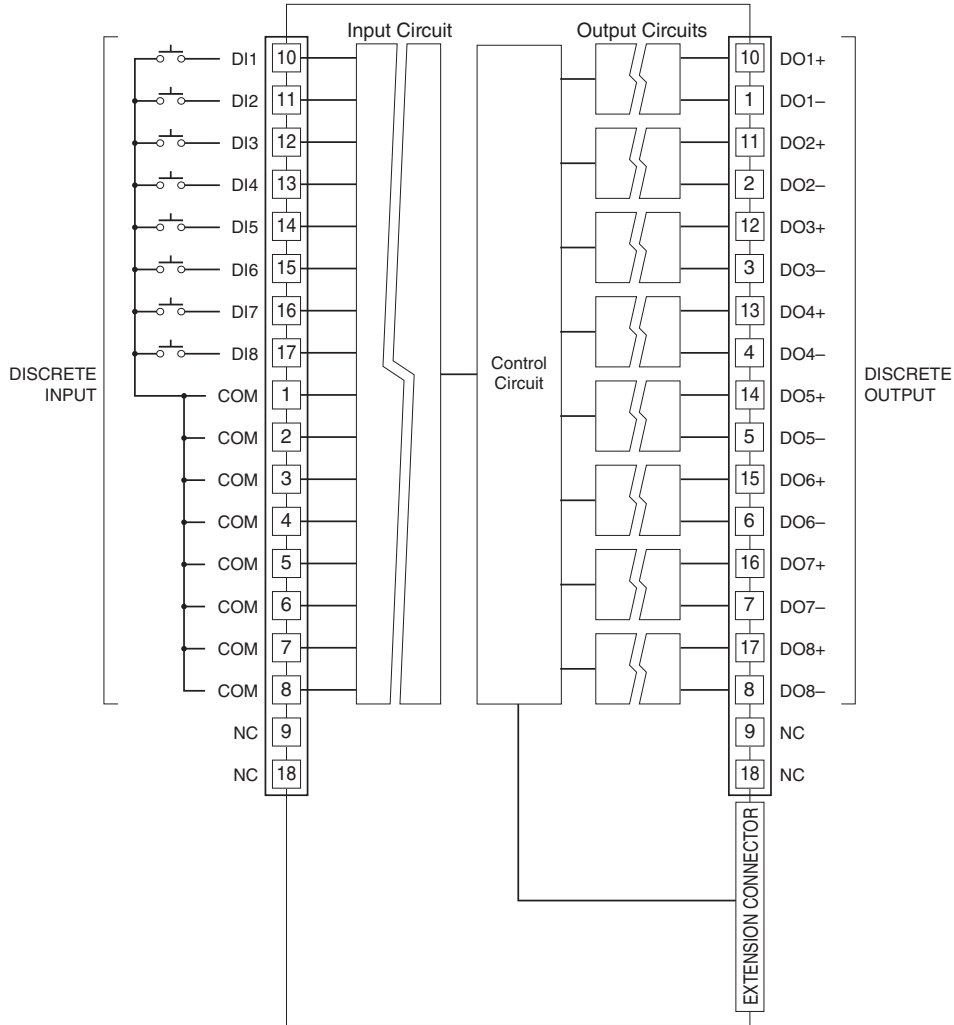 Input Circuit
Output Circuits
DI1 10
DI2 11
DI3 12
DI4 13
DI5 14
DI6 15
DI7 16
DI8 17
COM 1
COM 2
COM 3
COM 4
COM 5
COM 6
COM 7
COM 8
NC 9
NC 18
DISCRETE
INPUT
Control
Circuit
10 DO1+
1 DO1–
11 DO2+
2 DO2–
12 DO3+
3 DO3–
13 DO4+
4 DO4–
14 DO5+
5 DO5–
15 DO6+
6 DO6–
16 DO7+
7 DO7–
17 DO8+
8 DO8–
9 NC
18 NC
DISCRETE
OUTPUT
EXTENSION CONNECTOR